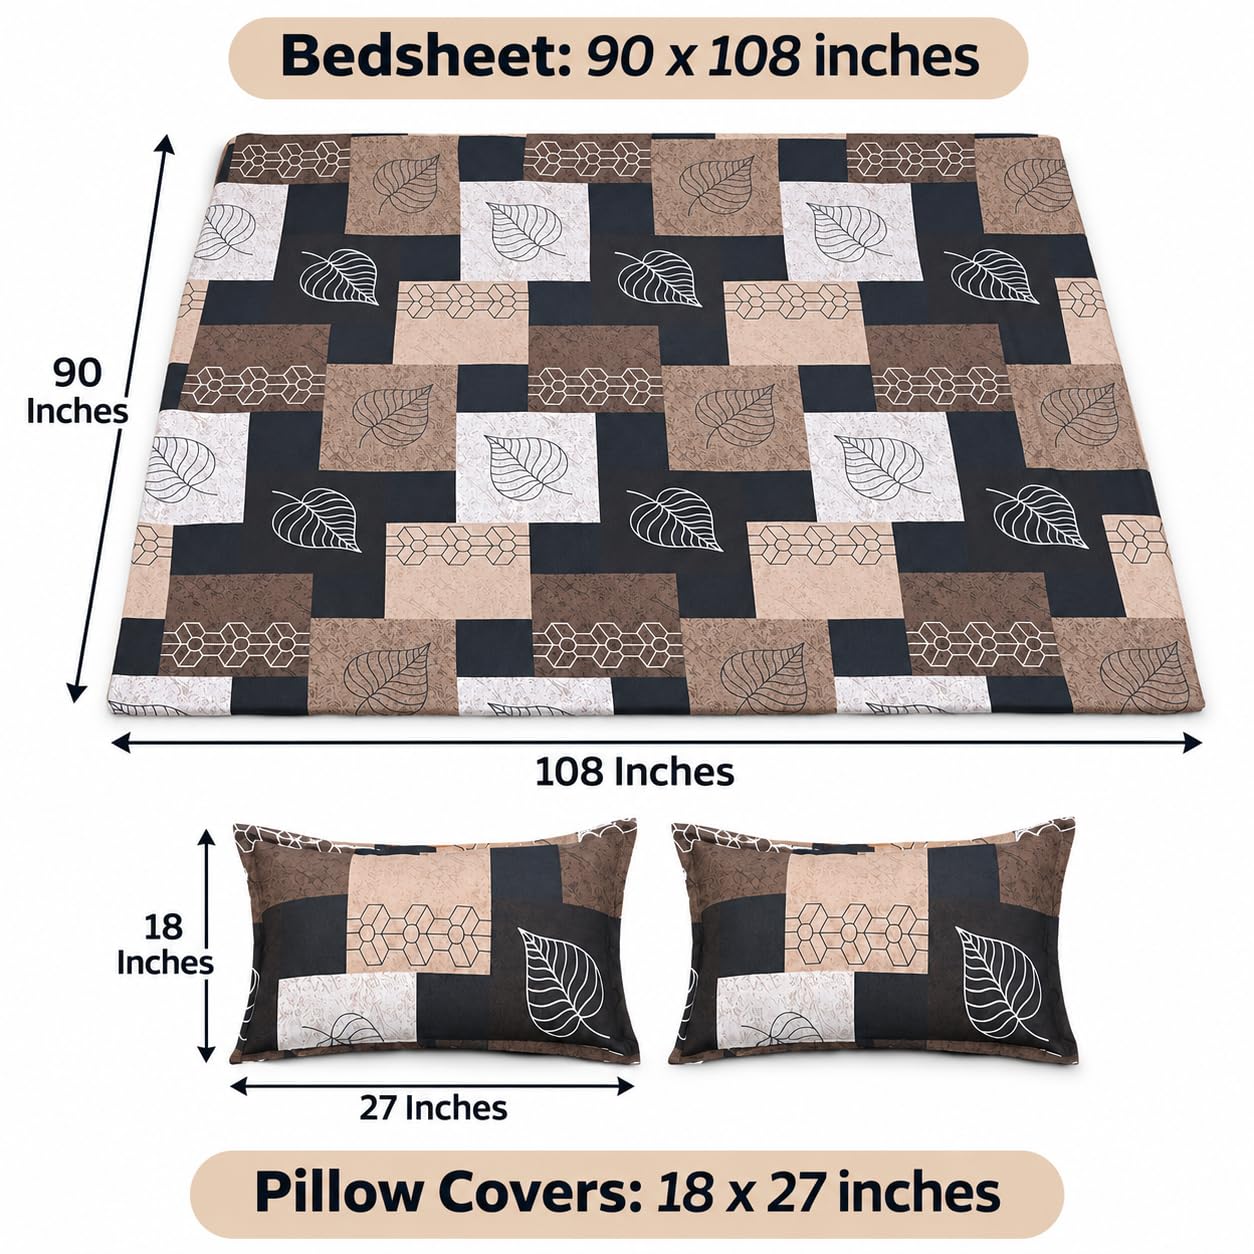 Bedsheet: 90 x 108 inches
90
Inches
108 Inches
18
Inches
27 Inches
Pillow Covers: 18 x 27 inches